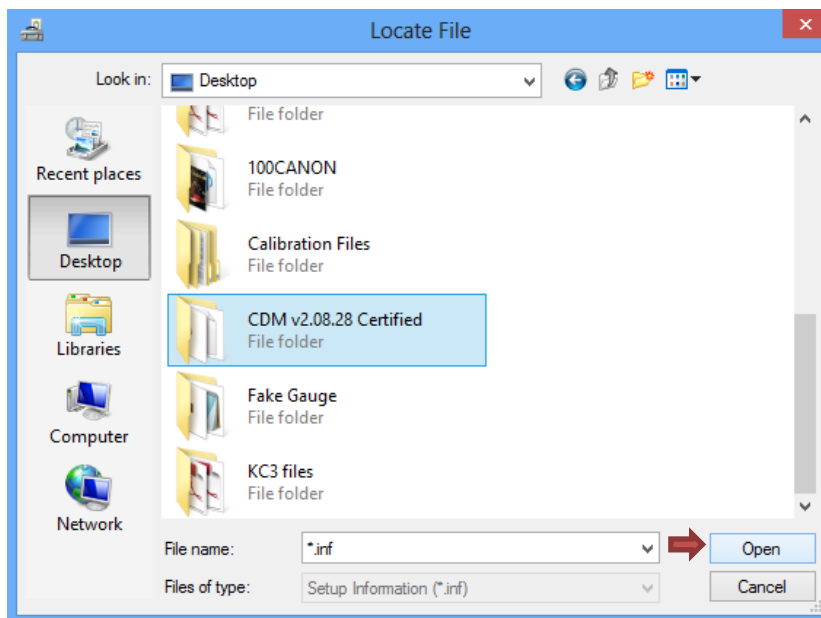 Locate File
Look in:
Desktop
File folder
Recent places
100CANON
File folder
Desktop
Calibration Files
File folder
Libraries
CDM v2.08.28 Certified
File folder
Computer
Fake Gauge
File folder
Network
KC3 files
File folder
File name:
*.inf
Open
Files of type:
Setup Information (*.inf)
Cancel